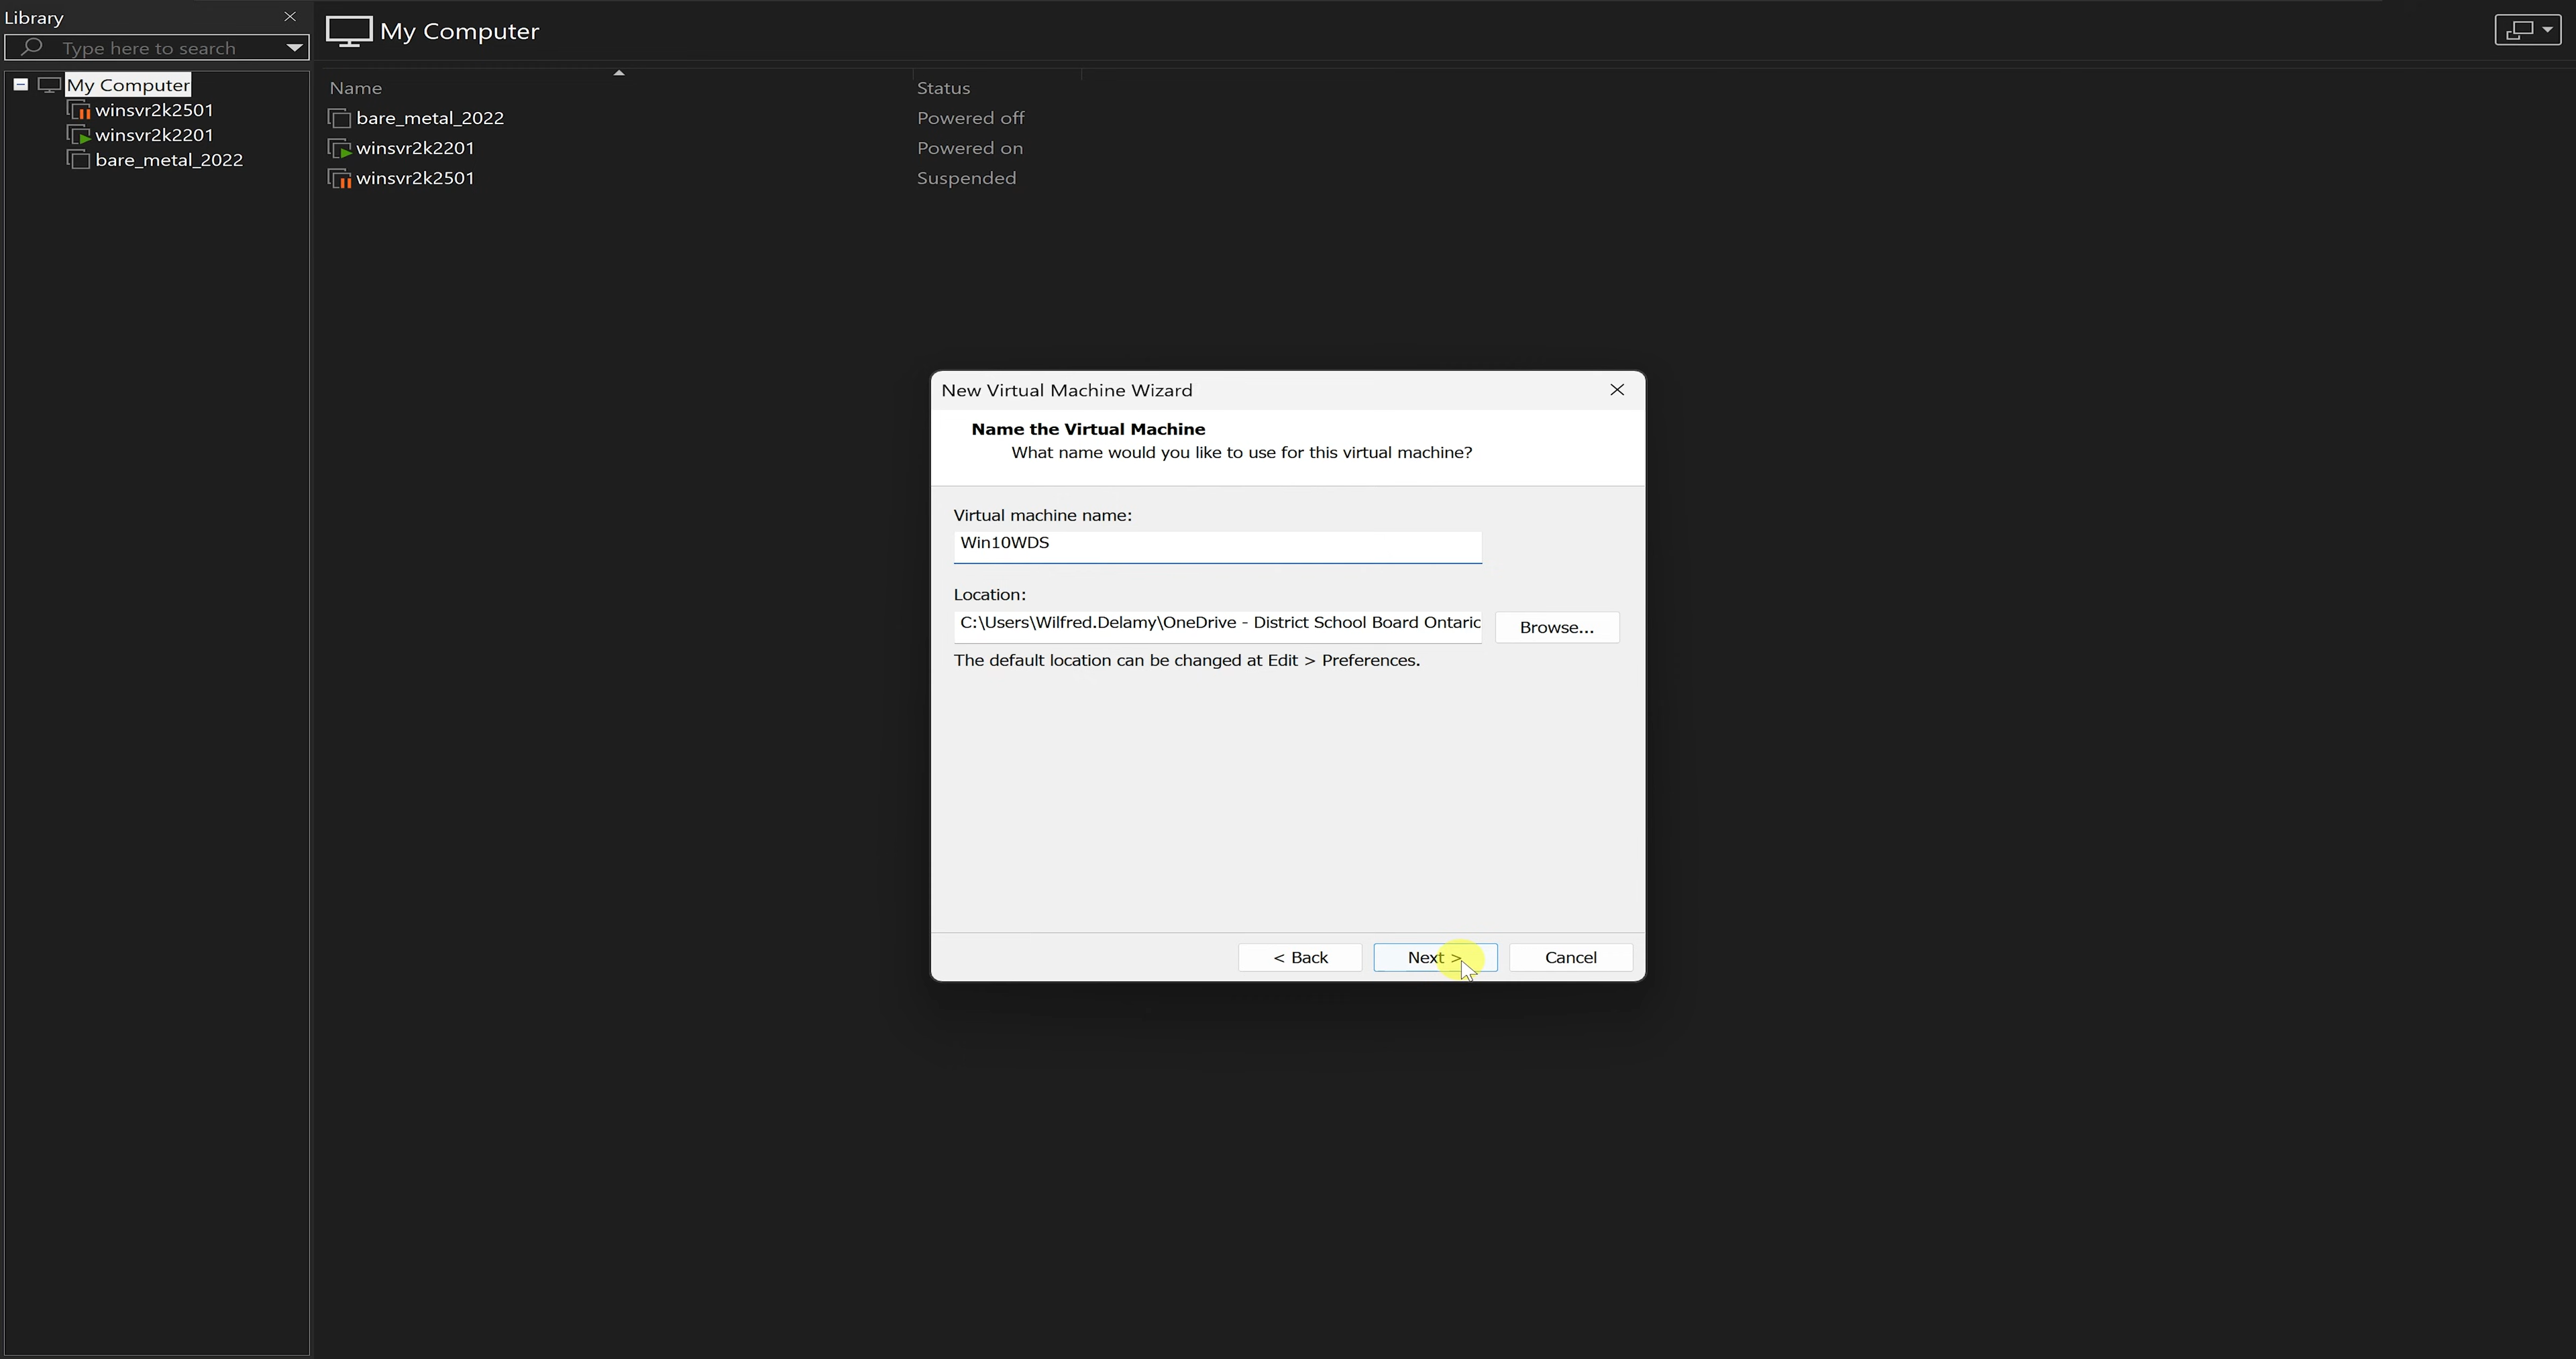 Library
Type here to search
My Computer
winsvr2k2501
winsvr2k2201
bare_metal_2022
My Computer
Name Status
bare_metal_2022 Powered off
winsvr2k2201 Powered on
winsvr2k2501 Suspended
New Virtual Machine Wizard
Name the Virtual Machine
What name would you like to use for this virtual machine?
Virtual machine name:
Win10WDS
Location:
C:\Users\Wilfred.Delamy\OneDrive - District School Board Ontaric
Browse...
The default location can be changed at Edit > Preferences.
< Back Next > Cancel